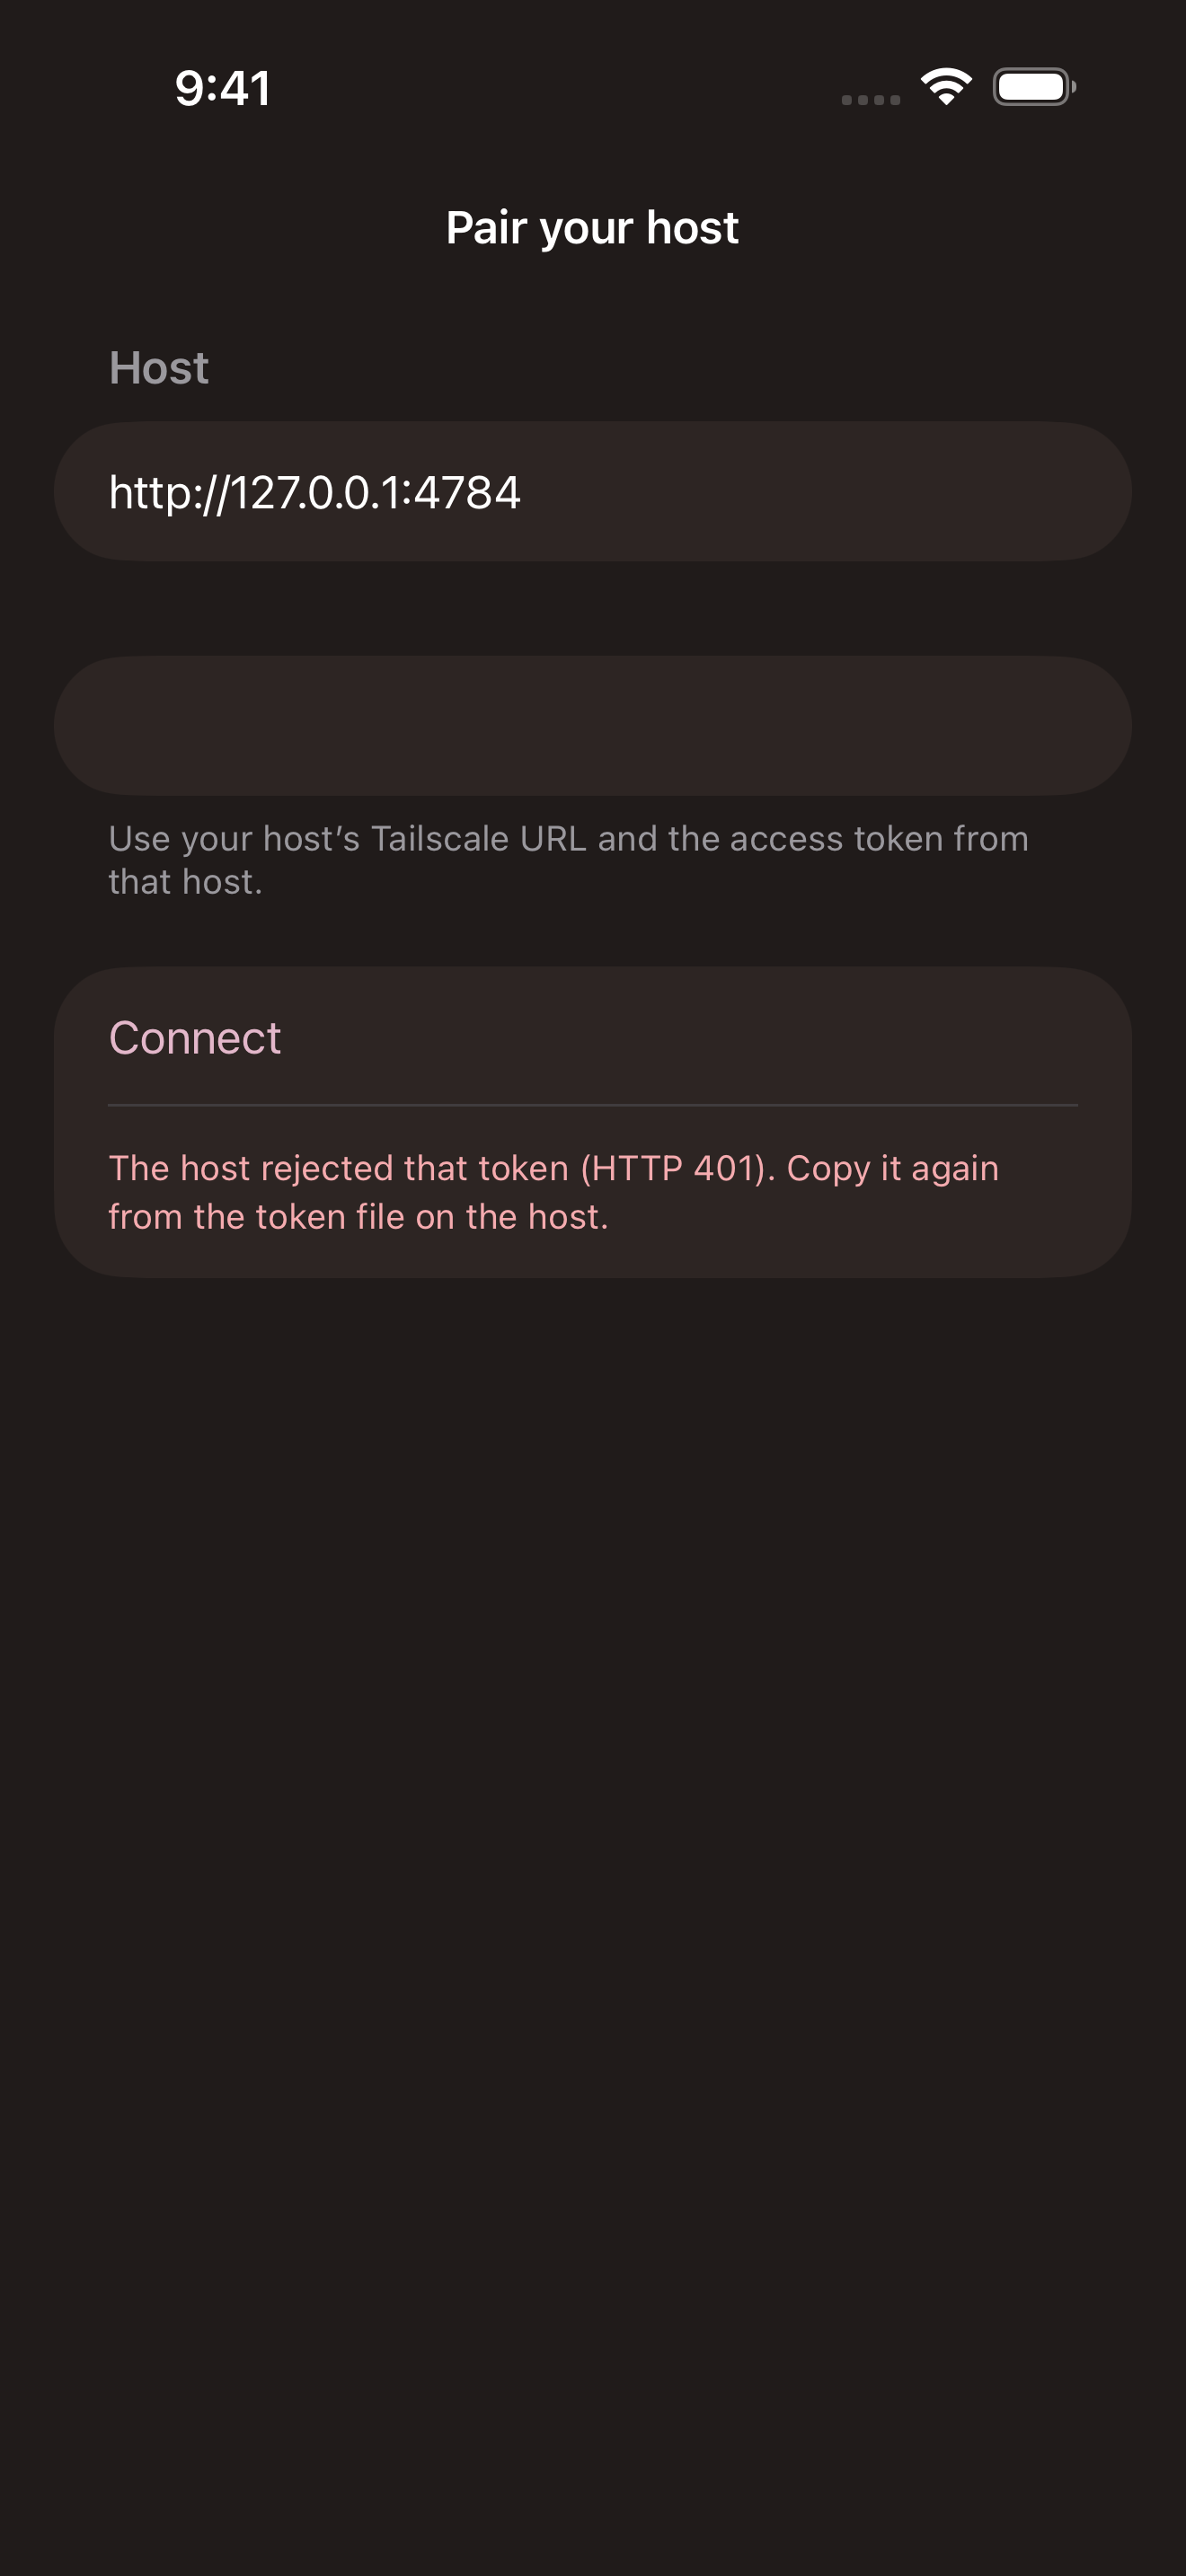 9:41
Pair your host
Host
http://127.0.0.1:4784
Use your host’s Tailscale URL and the access token from
that host.
Connect
The host rejected that token (HTTP 401). Copy it again
from the token file on the host.